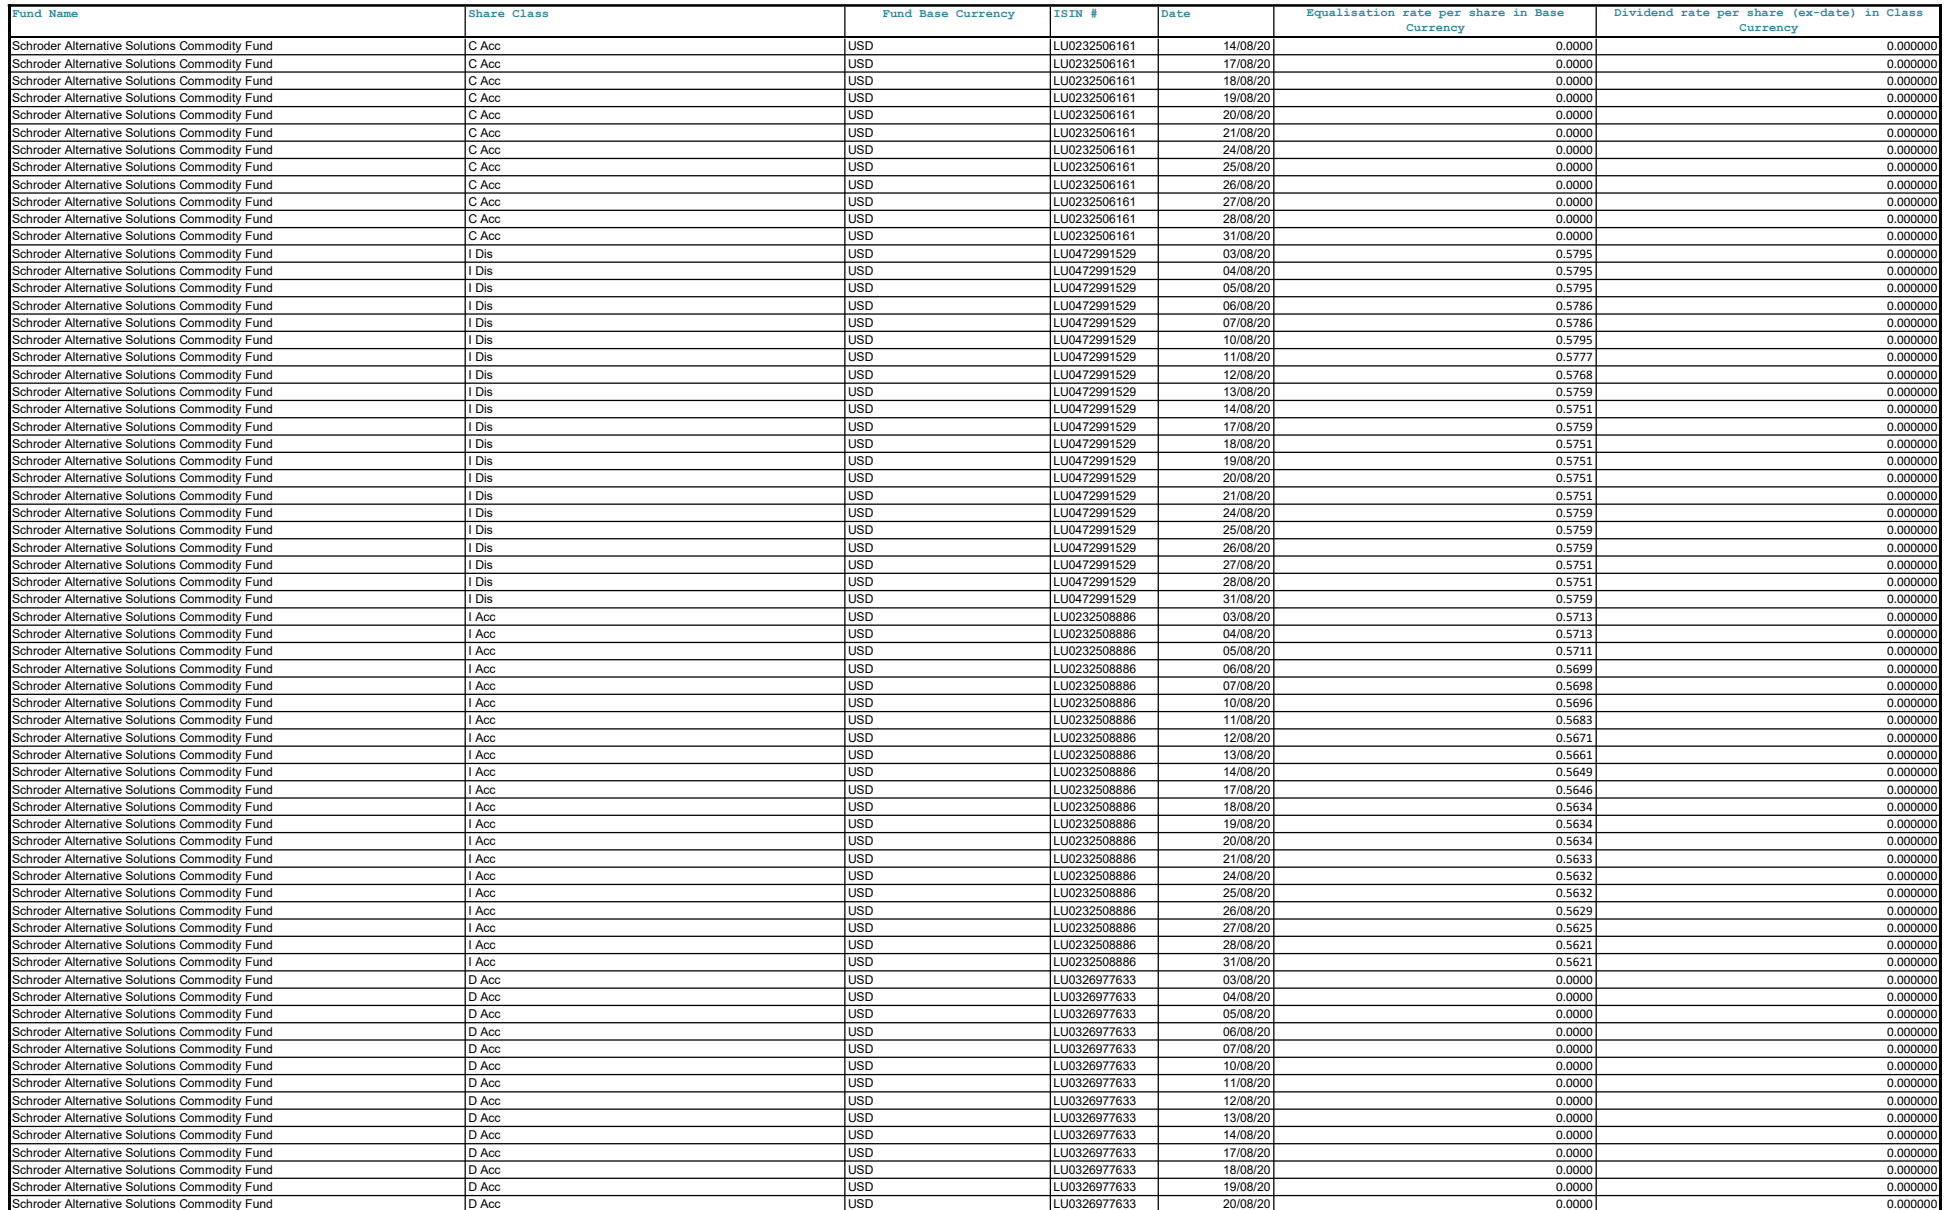 Fund Name Share Class Fund Base Currency ISIN # Date Equalisation rate per share in Base Currency Dividend rate per share (ex-date) in Class Currency
Schroder Alternative Solutions Commodity Fund C Acc USD LU0232506161 14/08/20 0.0000 0.000000
Schroder Alternative Solutions Commodity Fund C Acc USD LU0232506161 17/08/20 0.0000 0.000000
Schroder Alternative Solutions Commodity Fund C Acc USD LU0232506161 18/08/20 0.0000 0.000000
Schroder Alternative Solutions Commodity Fund C Acc USD LU0232506161 19/08/20 0.0000 0.000000
Schroder Alternative Solutions Commodity Fund C Acc USD LU0232506161 20/08/20 0.0000 0.000000
Schroder Alternative Solutions Commodity Fund C Acc USD LU0232506161 21/08/20 0.0000 0.000000
Schroder Alternative Solutions Commodity Fund C Acc USD LU0232506161 24/08/20 0.0000 0.000000
Schroder Alternative Solutions Commodity Fund C Acc USD LU0232506161 25/08/20 0.0000 0.000000
Schroder Alternative Solutions Commodity Fund C Acc USD LU0232506161 26/08/20 0.0000 0.000000
Schroder Alternative Solutions Commodity Fund C Acc USD LU0232506161 27/08/20 0.0000 0.000000
Schroder Alternative Solutions Commodity Fund C Acc USD LU0232506161 28/08/20 0.0000 0.000000
Schroder Alternative Solutions Commodity Fund C Acc USD LU0232506161 31/08/20 0.0000 0.000000
Schroder Alternative Solutions Commodity Fund I Dis USD LU0472991529 03/08/20 0.5795 0.000000
Schroder Alternative Solutions Commodity Fund I Dis USD LU0472991529 04/08/20 0.5795 0.000000
Schroder Alternative Solutions Commodity Fund I Dis USD LU0472991529 05/08/20 0.5795 0.000000
Schroder Alternative Solutions Commodity Fund I Dis USD LU0472991529 06/08/20 0.5786 0.000000
Schroder Alternative Solutions Commodity Fund I Dis USD LU0472991529 07/08/20 0.5786 0.000000
Schroder Alternative Solutions Commodity Fund I Dis USD LU0472991529 10/08/20 0.5795 0.000000
Schroder Alternative Solutions Commodity Fund I Dis USD LU0472991529 11/08/20 0.5777 0.000000
Schroder Alternative Solutions Commodity Fund I Dis USD LU0472991529 12/08/20 0.5768 0.000000
Schroder Alternative Solutions Commodity Fund I Dis USD LU0472991529 13/08/20 0.5759 0.000000
Schroder Alternative Solutions Commodity Fund I Dis USD LU0472991529 14/08/20 0.5751 0.000000
Schroder Alternative Solutions Commodity Fund I Dis USD LU0472991529 17/08/20 0.5759 0.000000
Schroder Alternative Solutions Commodity Fund I Dis USD LU0472991529 18/08/20 0.5751 0.000000
Schroder Alternative Solutions Commodity Fund I Dis USD LU0472991529 19/08/20 0.5751 0.000000
Schroder Alternative Solutions Commodity Fund I Dis USD LU0472991529 20/08/20 0.5751 0.000000
Schroder Alternative Solutions Commodity Fund I Dis USD LU0472991529 21/08/20 0.5751 0.000000
Schroder Alternative Solutions Commodity Fund I Dis USD LU0472991529 24/08/20 0.5759 0.000000
Schroder Alternative Solutions Commodity Fund I Dis USD LU0472991529 25/08/20 0.5759 0.000000
Schroder Alternative Solutions Commodity Fund I Dis USD LU0472991529 26/08/20 0.5759 0.000000
Schroder Alternative Solutions Commodity Fund I Dis USD LU0472991529 27/08/20 0.5751 0.000000
Schroder Alternative Solutions Commodity Fund I Dis USD LU0472991529 28/08/20 0.5751 0.000000
Schroder Alternative Solutions Commodity Fund I Dis USD LU0472991529 31/08/20 0.5759 0.000000
Schroder Alternative Solutions Commodity Fund I Acc USD LU0232508886 03/08/20 0.5713 0.000000
Schroder Alternative Solutions Commodity Fund I Acc USD LU0232508886 04/08/20 0.5713 0.000000
Schroder Alternative Solutions Commodity Fund I Acc USD LU0232508886 05/08/20 0.5711 0.000000
Schroder Alternative Solutions Commodity Fund I Acc USD LU0232508886 06/08/20 0.5699 0.000000
Schroder Alternative Solutions Commodity Fund I Acc USD LU0232508886 07/08/20 0.5698 0.000000
Schroder Alternative Solutions Commodity Fund I Acc USD LU0232508886 10/08/20 0.5696 0.000000
Schroder Alternative Solutions Commodity Fund I Acc USD LU0232508886 11/08/20 0.5683 0.000000
Schroder Alternative Solutions Commodity Fund I Acc USD LU0232508886 12/08/20 0.5671 0.000000
Schroder Alternative Solutions Commodity Fund I Acc USD LU0232508886 13/08/20 0.5661 0.000000
Schroder Alternative Solutions Commodity Fund I Acc USD LU0232508886 14/08/20 0.5649 0.000000
Schroder Alternative Solutions Commodity Fund I Acc USD LU0232508886 17/08/20 0.5646 0.000000
Schroder Alternative Solutions Commodity Fund I Acc USD LU0232508886 18/08/20 0.5634 0.000000
Schroder Alternative Solutions Commodity Fund I Acc USD LU0232508886 19/08/20 0.5634 0.000000
Schroder Alternative Solutions Commodity Fund I Acc USD LU0232508886 20/08/20 0.5634 0.000000
Schroder Alternative Solutions Commodity Fund I Acc USD LU0232508886 21/08/20 0.5633 0.000000
Schroder Alternative Solutions Commodity Fund I Acc USD LU0232508886 24/08/20 0.5632 0.000000
Schroder Alternative Solutions Commodity Fund I Acc USD LU0232508886 25/08/20 0.5632 0.000000
Schroder Alternative Solutions Commodity Fund I Acc USD LU0232508886 26/08/20 0.5629 0.000000
Schroder Alternative Solutions Commodity Fund I Acc USD LU0232508886 27/08/20 0.5625 0.000000
Schroder Alternative Solutions Commodity Fund I Acc USD LU0232508886 28/08/20 0.5621 0.000000
Schroder Alternative Solutions Commodity Fund I Acc USD LU0232508886 31/08/20 0.5621 0.000000
Schroder Alternative Solutions Commodity Fund D Acc USD LU0326977633 03/08/20 0.0000 0.000000
Schroder Alternative Solutions Commodity Fund D Acc USD LU0326977633 04/08/20 0.0000 0.000000
Schroder Alternative Solutions Commodity Fund D Acc USD LU0326977633 05/08/20 0.0000 0.000000
Schroder Alternative Solutions Commodity Fund D Acc USD LU0326977633 06/08/20 0.0000 0.000000
Schroder Alternative Solutions Commodity Fund D Acc USD LU0326977633 07/08/20 0.0000 0.000000
Schroder Alternative Solutions Commodity Fund D Acc USD LU0326977633 10/08/20 0.0000 0.000000
Schroder Alternative Solutions Commodity Fund D Acc USD LU0326977633 11/08/20 0.0000 0.000000
Schroder Alternative Solutions Commodity Fund D Acc USD LU0326977633 12/08/20 0.0000 0.000000
Schroder Alternative Solutions Commodity Fund D Acc USD LU0326977633 13/08/20 0.0000 0.000000
Schroder Alternative Solutions Commodity Fund D Acc USD LU0326977633 14/08/20 0.0000 0.000000
Schroder Alternative Solutions Commodity Fund D Acc USD LU0326977633 17/08/20 0.0000 0.000000
Schroder Alternative Solutions Commodity Fund D Acc USD LU0326977633 18/08/20 0.0000 0.000000
Schroder Alternative Solutions Commodity Fund D Acc USD LU0326977633 19/08/20 0.0000 0.000000
Schroder Alternative Solutions Commodity Fund D Acc USD LU0326977633 20/08/20 0.0000 0.000000